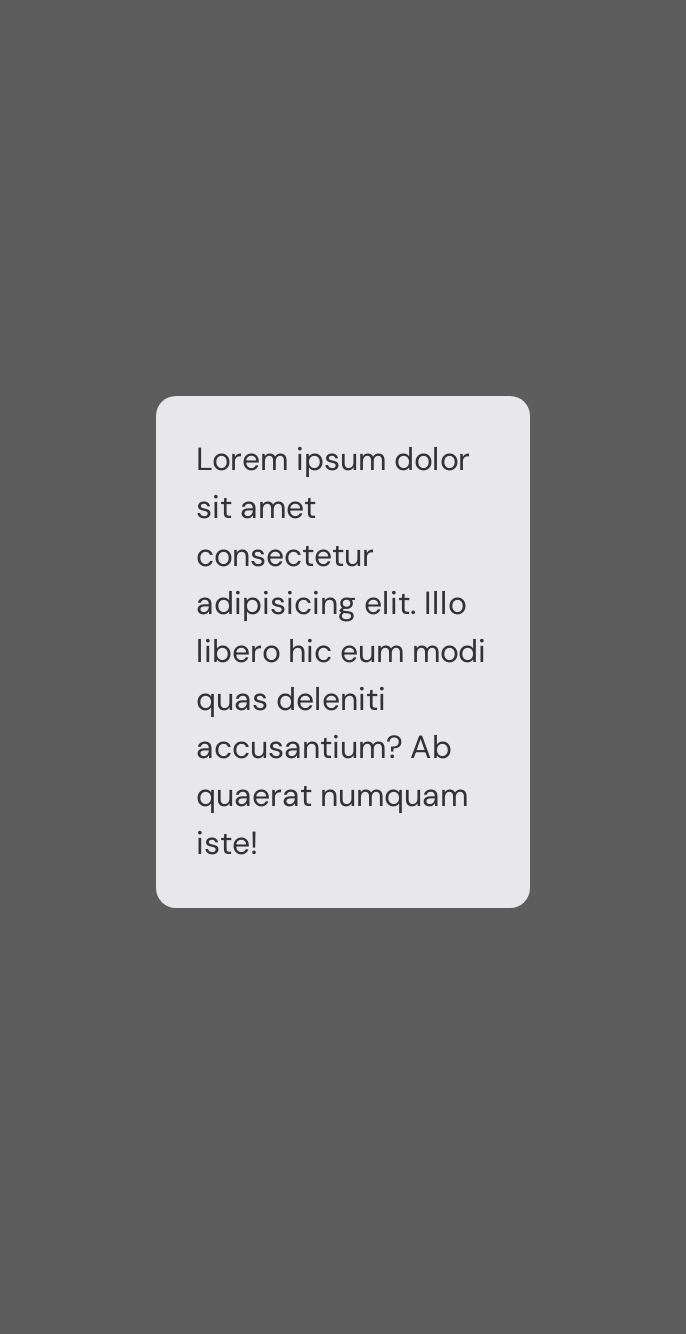 Lorem ipsum dolor
sit amet
consectetur
adipisicing elit. Illo
libero hic eum modi
quas deleniti
accusantium? Ab
quaerat numquam
iste!